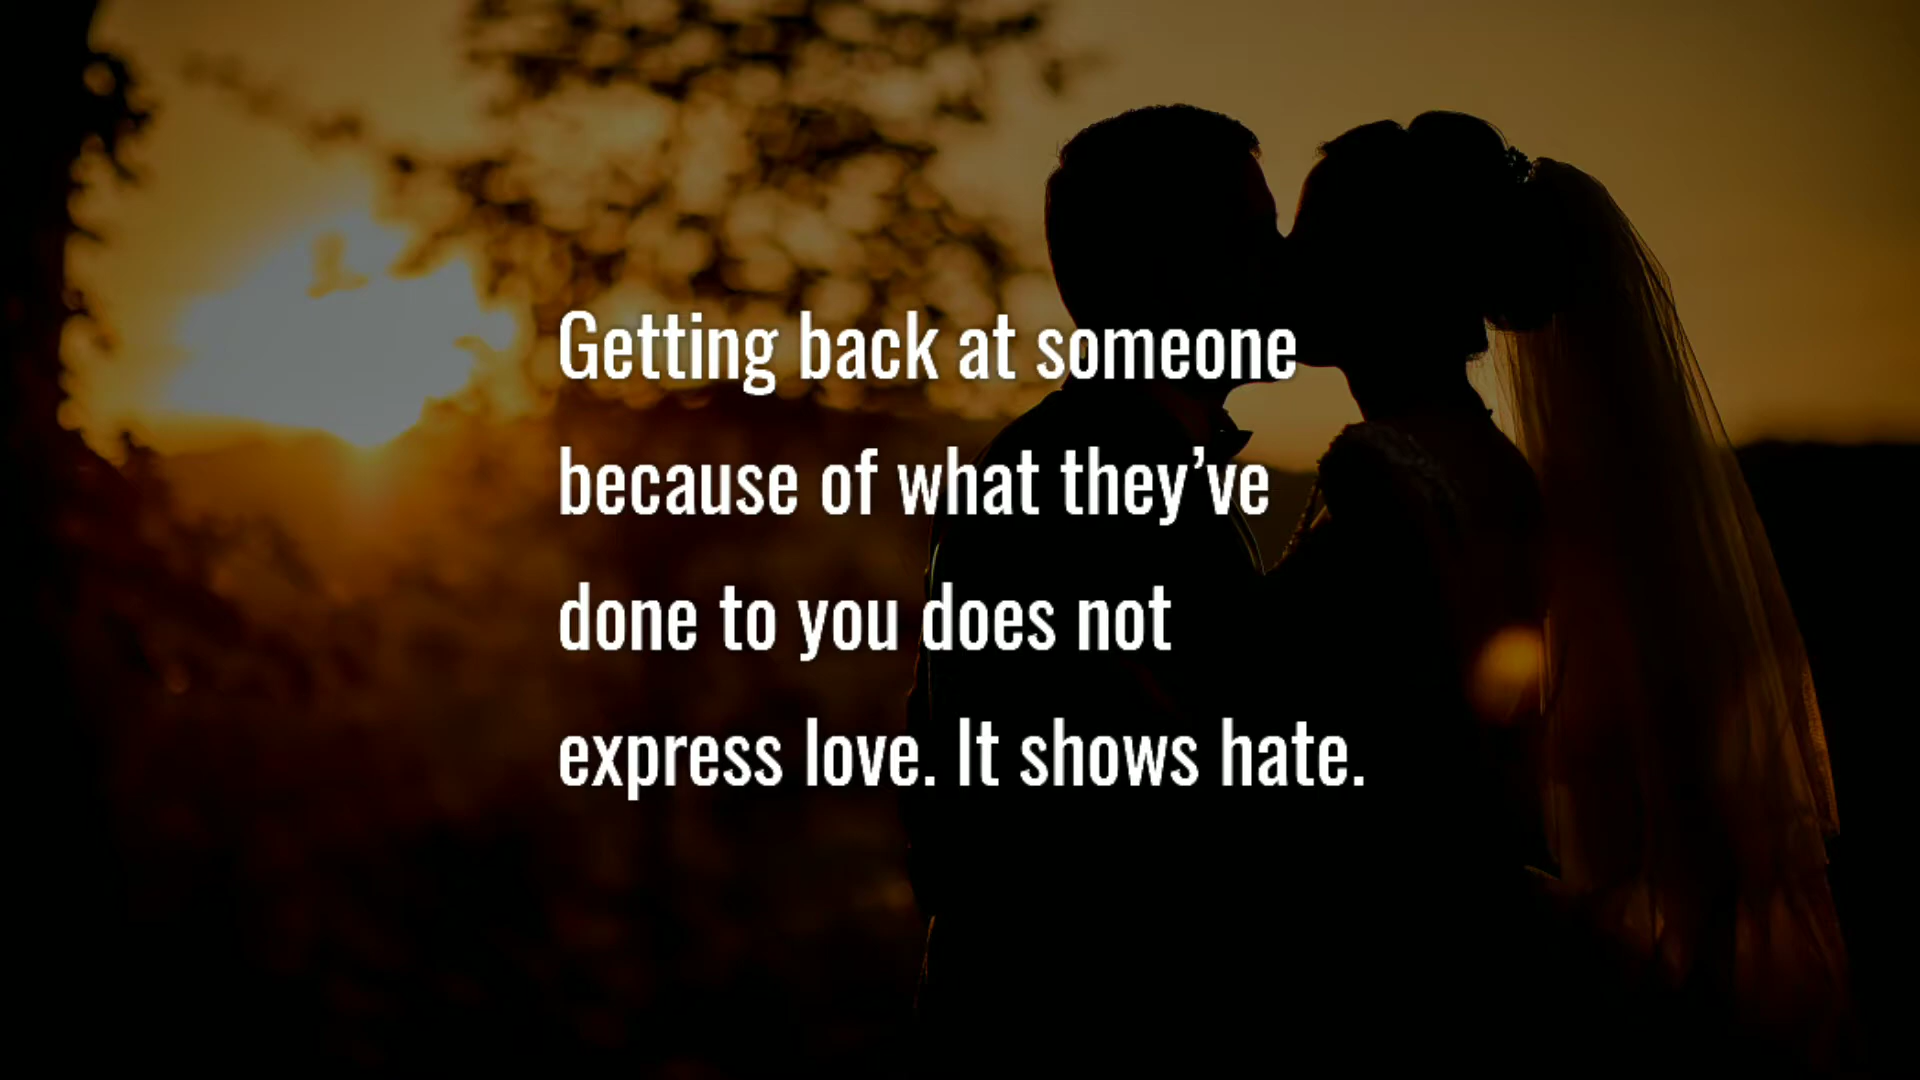 Getting back at someone
because of what they’ve
done to you does not
express love. It shows hate.